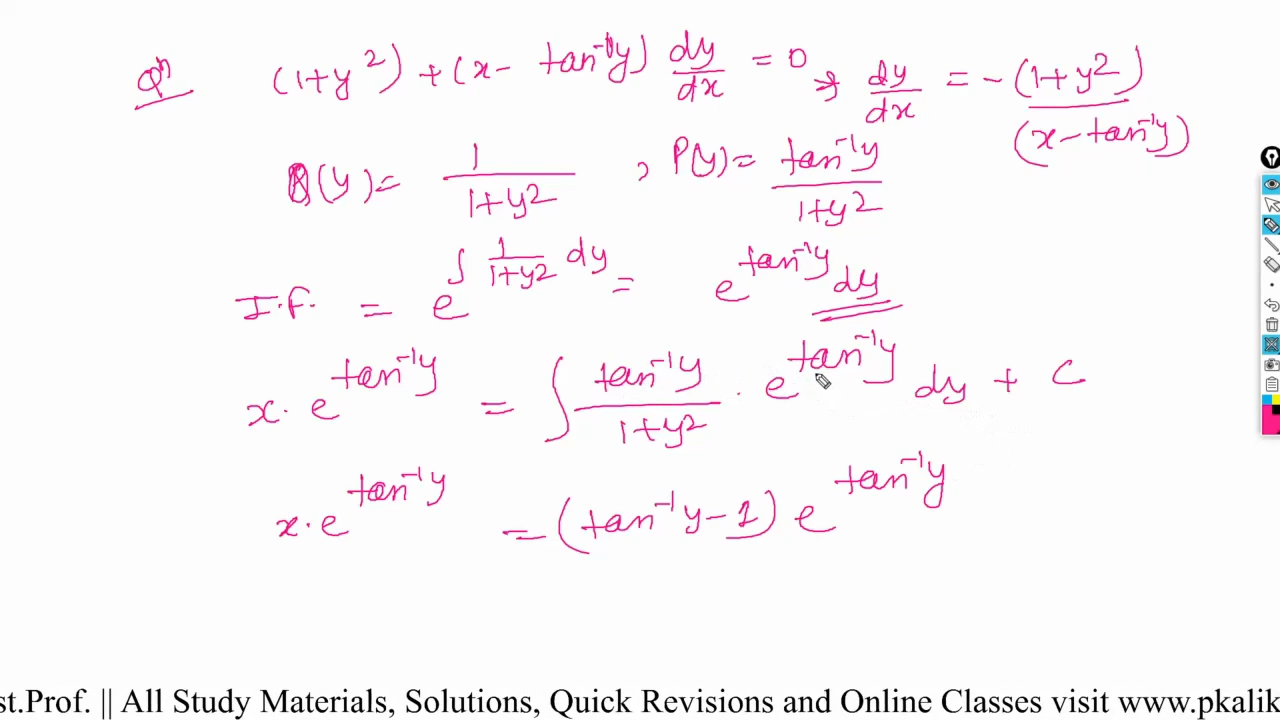 Qⁿ (1+y²) + (x - tan⁻¹y) dy/dx = 0 ⇒ dy/dx = -(1+y²)/(x - tan⁻¹y)
Q(y) = 1/(1+y²) , P(y) = tan⁻¹y/(1+y²)
I.F. = e^(∫ 1/(1+y²) dy) = e^(tan⁻¹y) dy
x· e^(tan⁻¹y) = ∫ tan⁻¹y/(1+y²) · e^(tan⁻¹y) dy + C
x· e^(tan⁻¹y) = (tan⁻¹y - 1) e^(tan⁻¹y)
st.Prof. || All Study Materials, Solutions, Quick Revisions and Online Classes visit www.pkalik